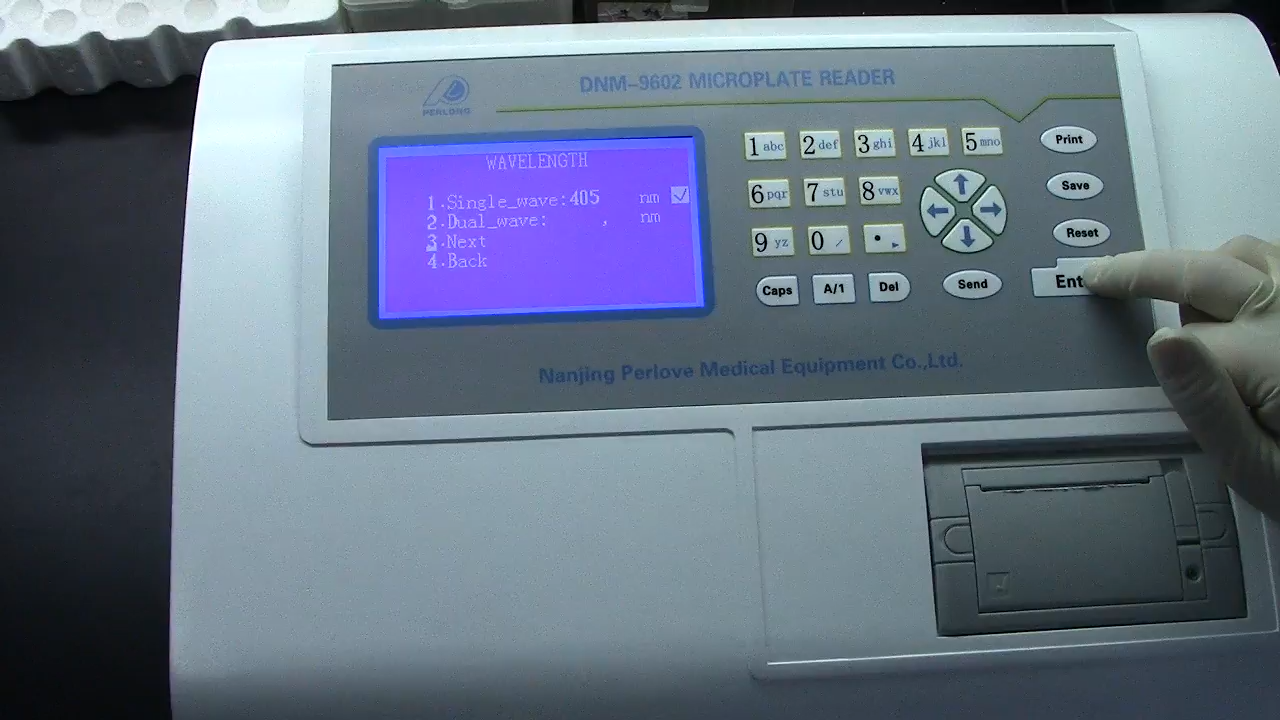 PERLONG
DNM-9602 MICROPLATE READER
WAVELENGTH
1.Single_wave:405 nm
2.Dual_wave: , nm
3.Next
4.Back
1 abc 2 def 3 ghi 4 jkl 5 mno
6 pqr 7 stu 8 vwx
9 yz 0 / •
Caps A/1 Del Send
Print
Save
Reset
Ent
Nanjing Perlove Medical Equipment Co.,Ltd.